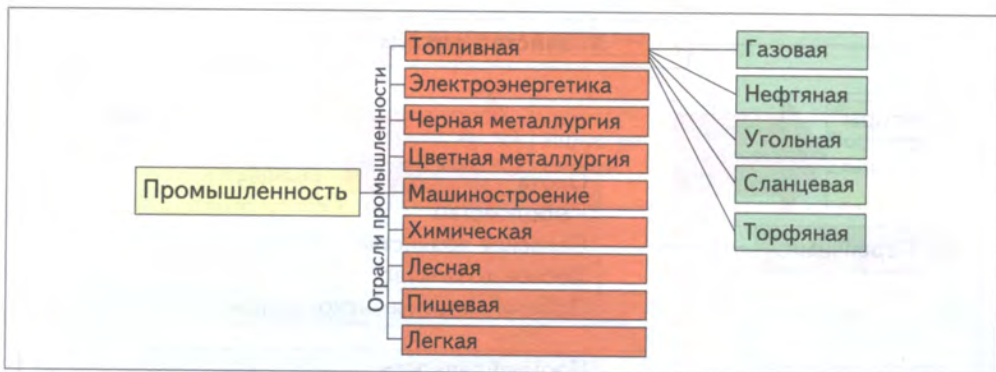 Промышленность
Отрасли промышленности
Топливная
Электроэнергетика
Черная металлургия
Цветная металлургия
Машиностроение
Химическая
Лесная
Пищевая
Легкая
Газовая
Нефтяная
Угольная
Сланцевая
Торфяная